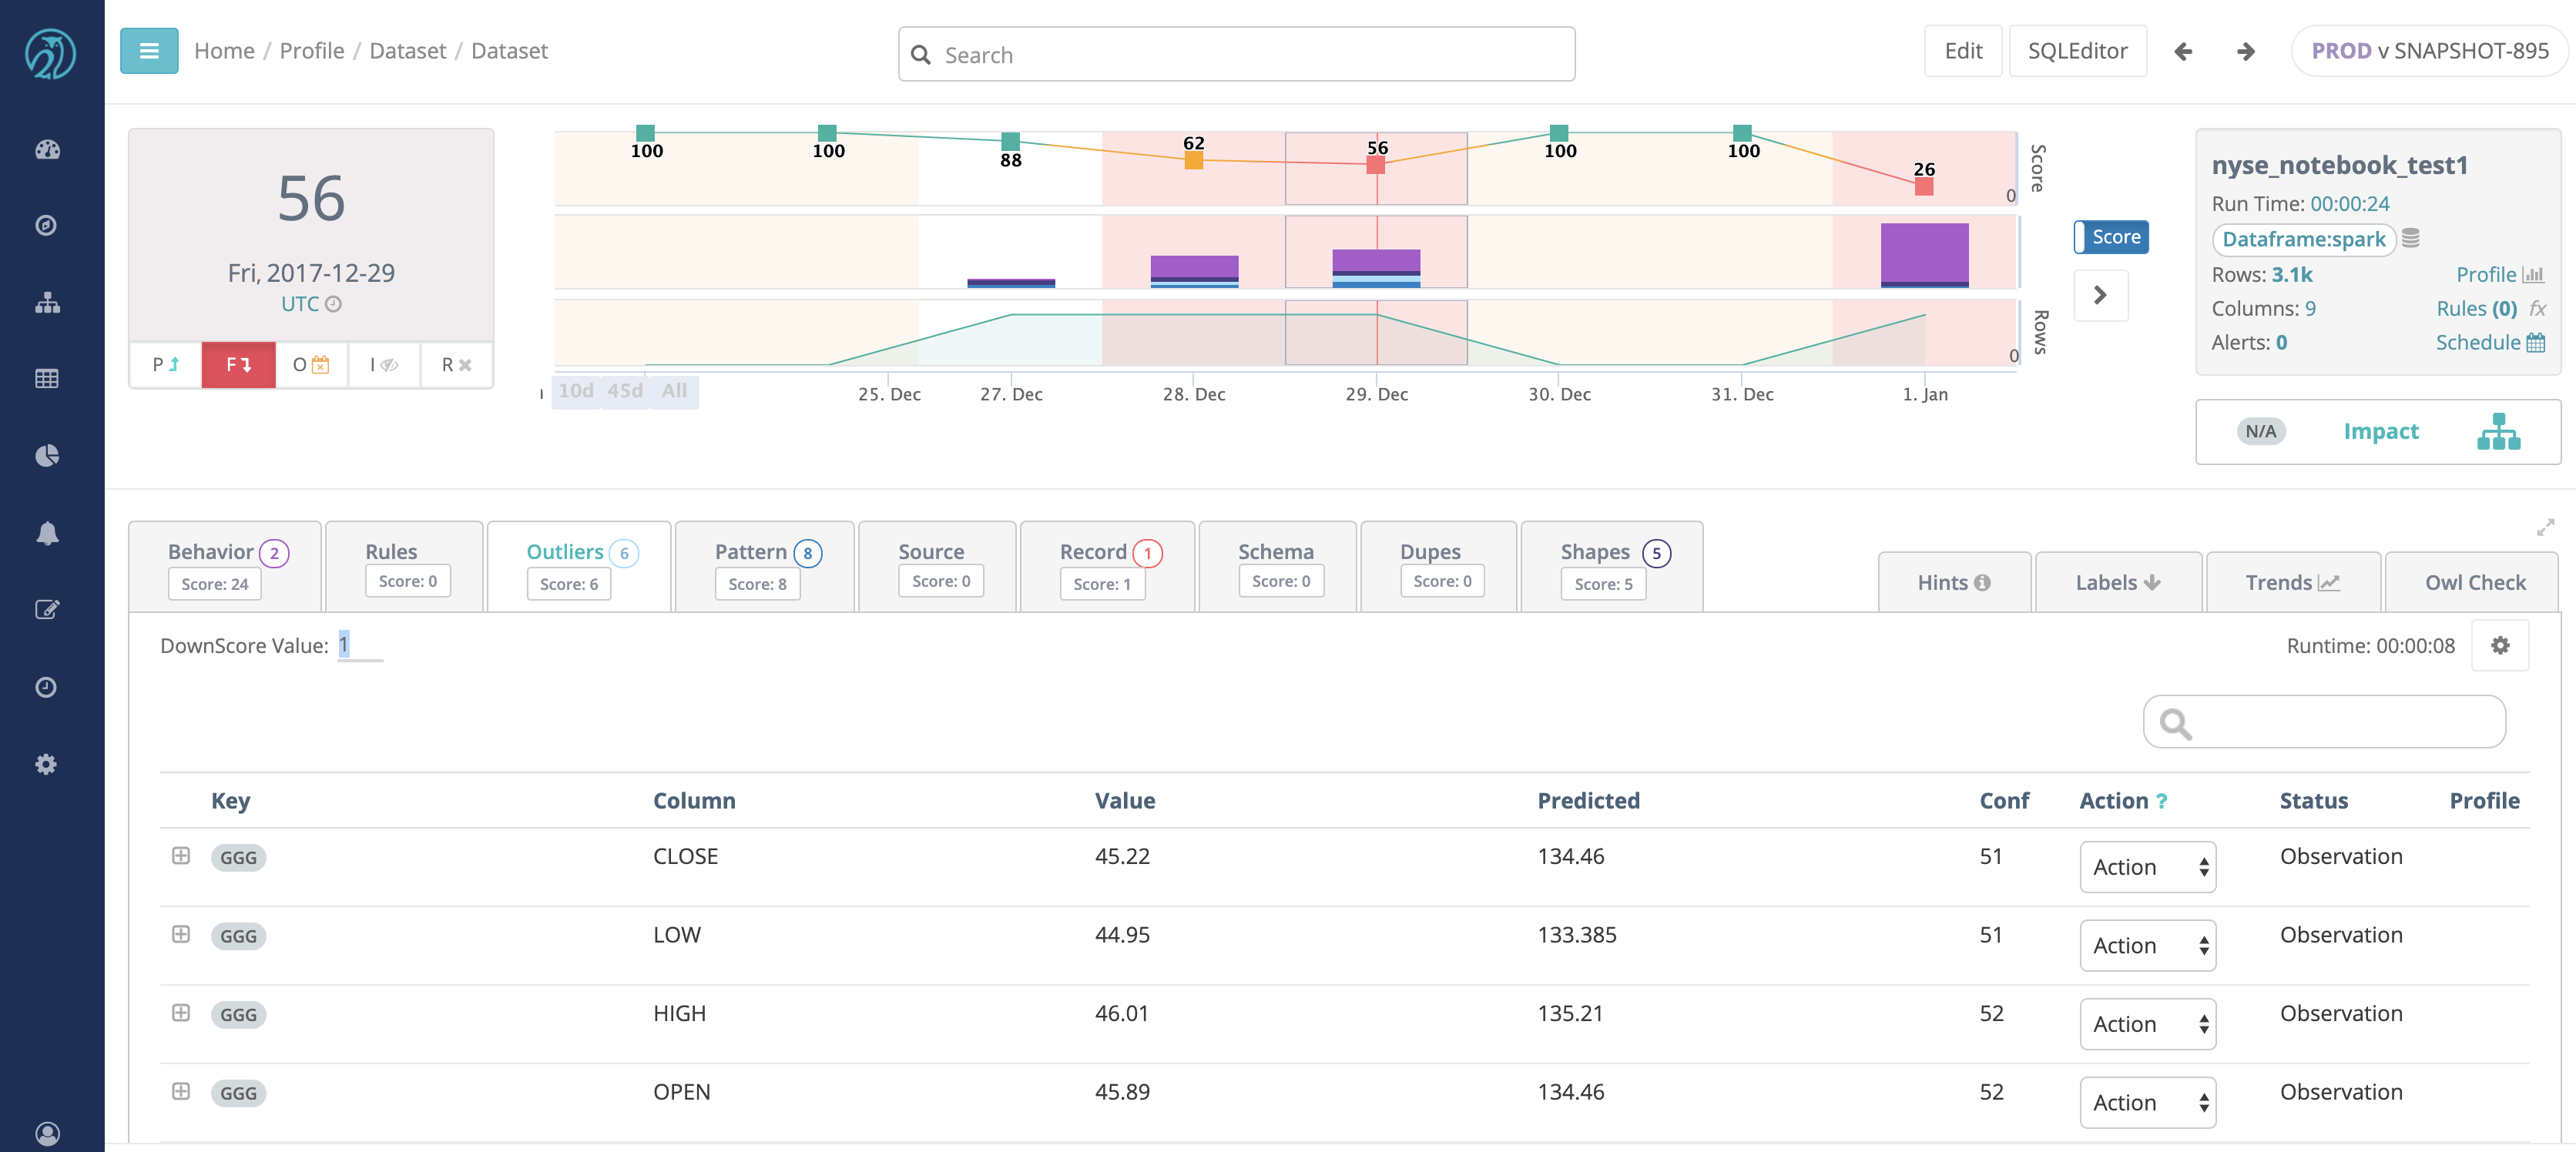 Home / Profile / Dataset / Dataset
Search
Edit
SQLEditor
PROD v SNAPSHOT-895
56
Fri, 2017-12-29
UTC
P
F
O
I
R
100
100
88
62
56
100
100
26
Score
0
Rows
0
10d 45d All
25. Dec
27. Dec
28. Dec
29. Dec
30. Dec
31. Dec
1. Jan
Score
nyse_notebook_test1
Run Time: 00:00:24
Dataframe:spark
Rows: 3.1k
Profile
Columns: 9
Rules (0) fx
Alerts: 0
Schedule
N/A
Impact
Behavior 2
Score: 24
Rules
Score: 0
Outliers 6
Score: 6
Pattern 8
Score: 8
Source
Score: 0
Record 1
Score: 1
Schema
Score: 0
Dupes
Score: 0
Shapes 5
Score: 5
Hints
Labels
Trends
Owl Check
DownScore Value: 1
Runtime: 00:00:08
Key Column Value Predicted Conf Action ? Status Profile
GGG CLOSE 45.22 134.46 51 Action Observation
GGG LOW 44.95 133.385 51 Action Observation
GGG HIGH 46.01 135.21 52 Action Observation
GGG OPEN 45.89 134.46 52 Action Observation